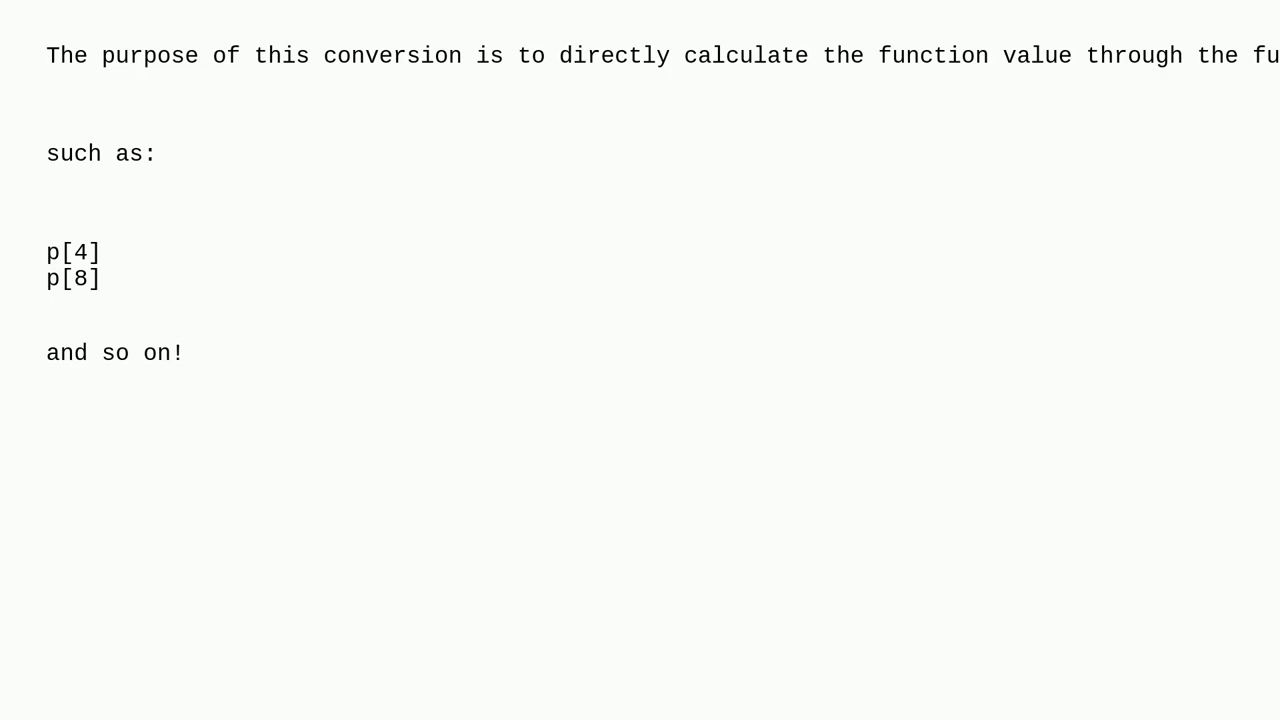 The purpose of this conversion is to directly calculate the function value through the
such as:
p[4]
p[8]
and so on!